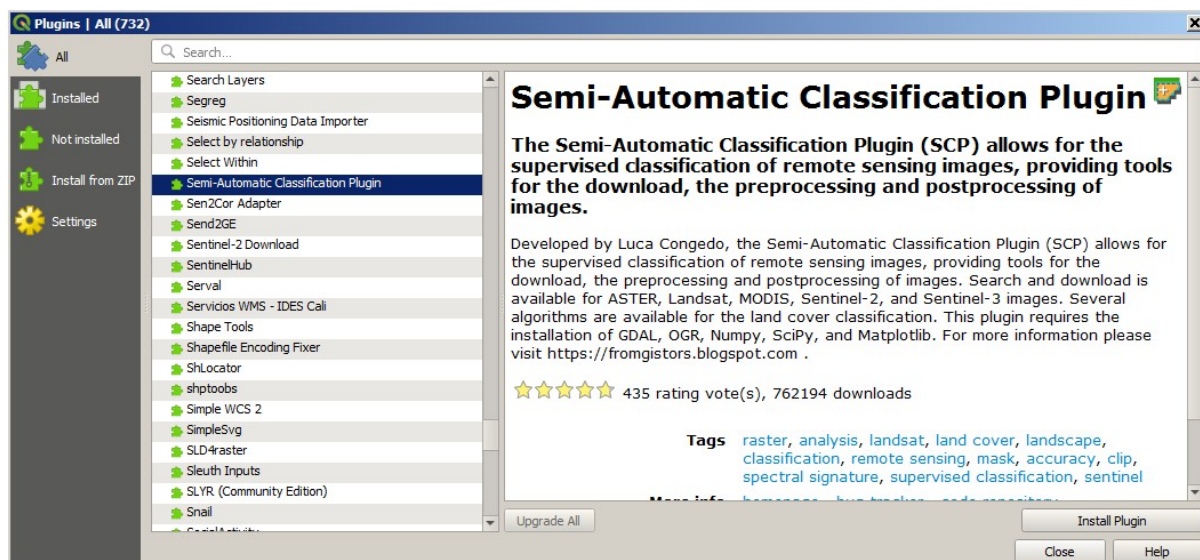 Plugins | All (732)
All
Search...
Installed
Not installed
Install from ZIP
Settings
Search Layers
Segreg
Seismic Positioning Data Importer
Select by relationship
Select Within
Semi-Automatic Classification Plugin
Sen2Cor Adapter
Send2GE
Sentinel-2 Download
SentinelHub
Serval
Servicios WMS - IDES Cali
Shape Tools
Shapefile Encoding Fixer
ShLocator
shptoobs
Simple WCS 2
SimpleSvg
SLD4raster
Sleuth Inputs
SLYR (Community Edition)
Snail
SocialActivity
Semi-Automatic Classification Plugin
The Semi-Automatic Classification Plugin (SCP) allows for the
supervised classification of remote sensing images, providing tools
for the download, the preprocessing and postprocessing of
images.
Developed by Luca Congedo, the Semi-Automatic Classification Plugin (SCP) allows for
the supervised classification of remote sensing images, providing tools for the
download, the preprocessing and postprocessing of images. Search and download is
available for ASTER, Landsat, MODIS, Sentinel-2, and Sentinel-3 images. Several
algorithms are available for the land cover classification. This plugin requires the
installation of GDAL, OGR, Numpy, SciPy, and Matplotlib. For more information please
visit https://fromgistors.blogspot.com .
435 rating vote(s), 762194 downloads
Tags raster, analysis, landsat, land cover, landscape,
classification, remote sensing, mask, accuracy, clip,
spectral signature, supervised classification, sentinel
More info homepage bug tracker code repository
Upgrade All
Install Plugin
Close
Help